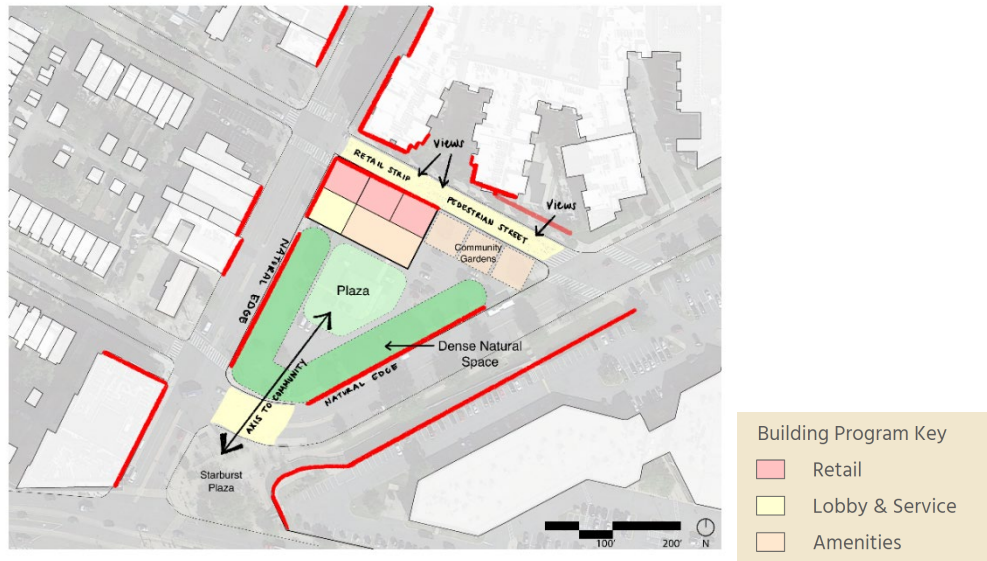 Views
RETAIL STRIP
PEDESTRIAN STREET
Views
Community
Gardens
NATURAL EDGE
Plaza
Dense Natural
Space
NATURAL EDGE
AXIS TO COMMUNITY
Starburst
Plaza
100'
200'
N
Building Program Key
Retail
Lobby & Service
Amenities